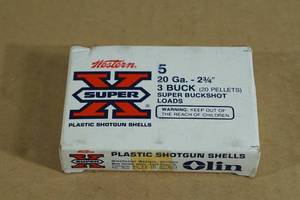 Western
SUPER
X
®
PLASTIC SHOTGUN SHELLS
5
20 Ga. - 2¾"
3 BUCK (20 PELLETS)
SUPER BUCKSHOT
LOADS
WARNING: KEEP OUT OF
THE REACH OF CHILDREN
PLASTIC SHOTGUN SHELLS
Olin